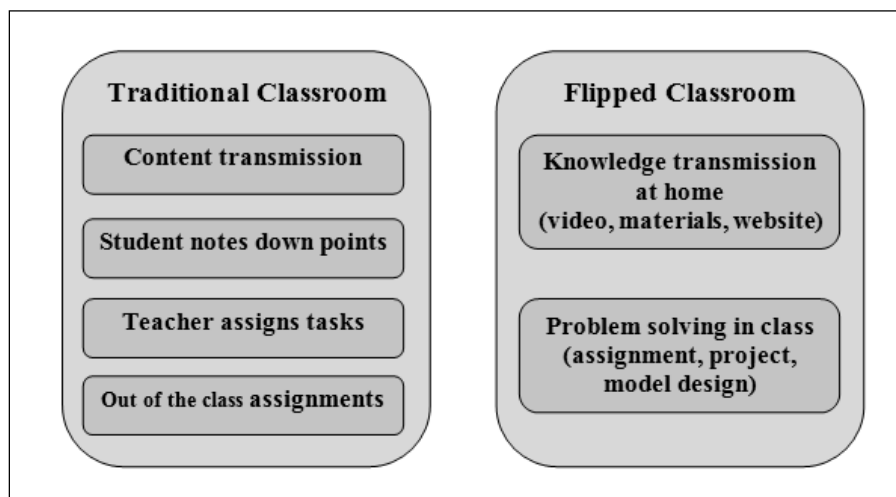 Traditional Classroom
Content transmission
Student notes down points
Teacher assigns tasks
Out of the class assignments
Flipped Classroom
Knowledge transmission
at home
(video, materials, website)
Problem solving in class
(assignment, project,
model design)